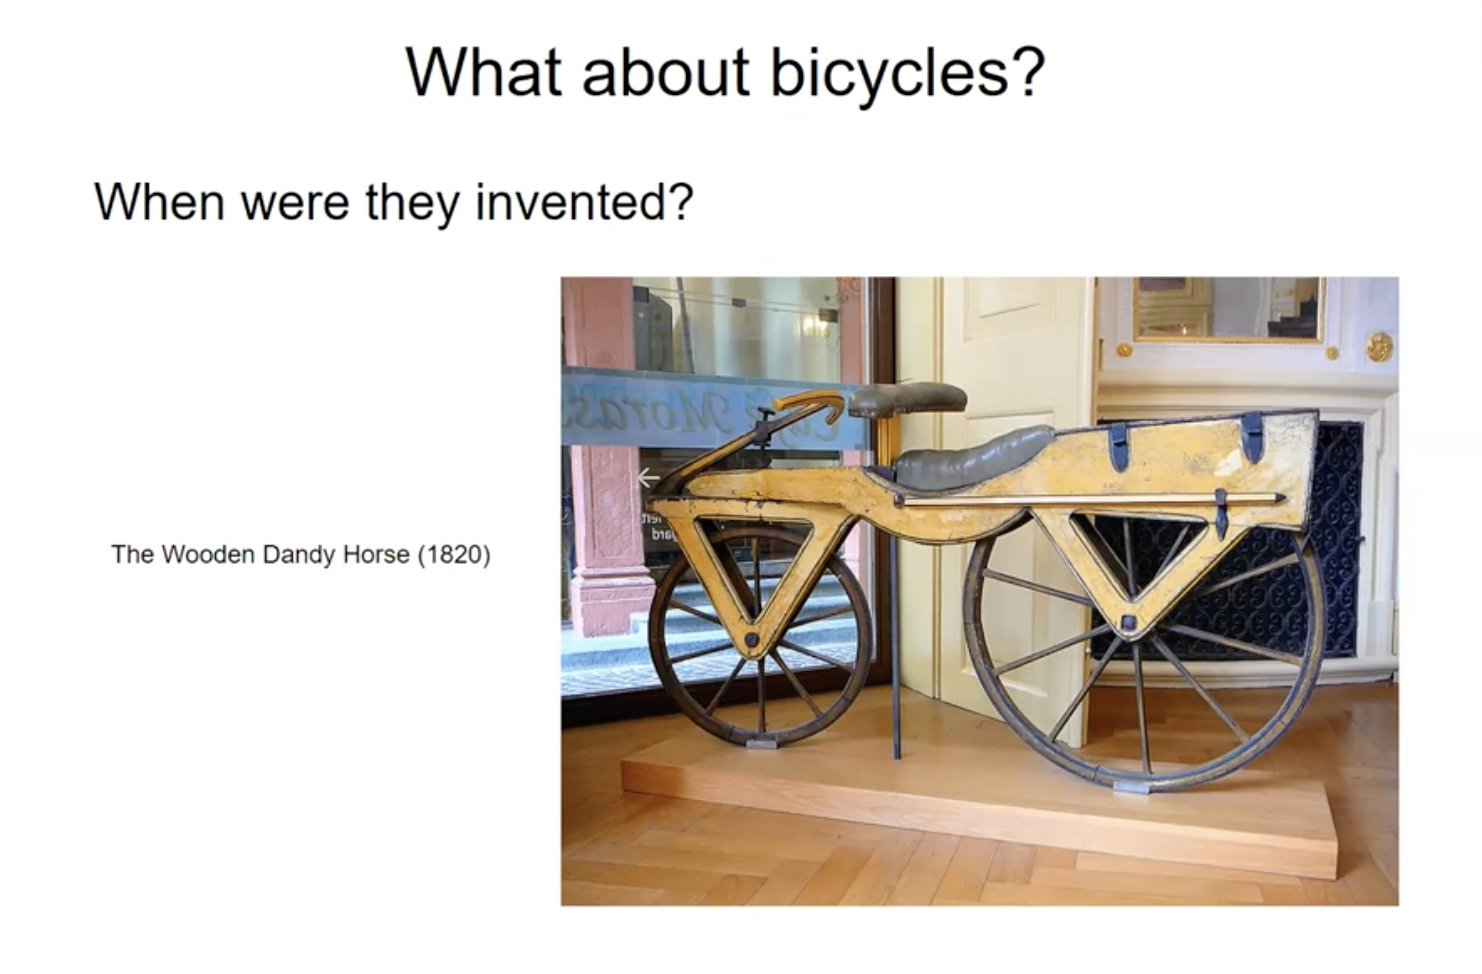 What about bicycles?
When were they invented?
The Wooden Dandy Horse (1820)